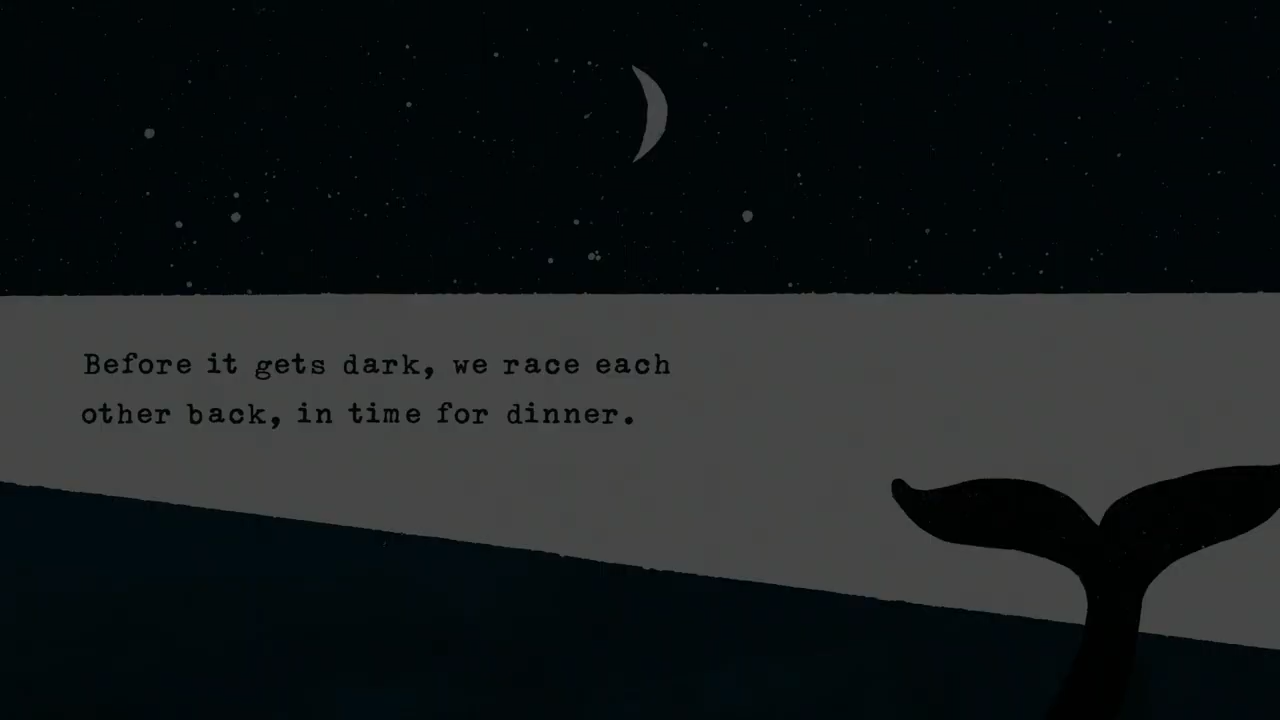 Before it gets dark, we race each
other back, in time for dinner.